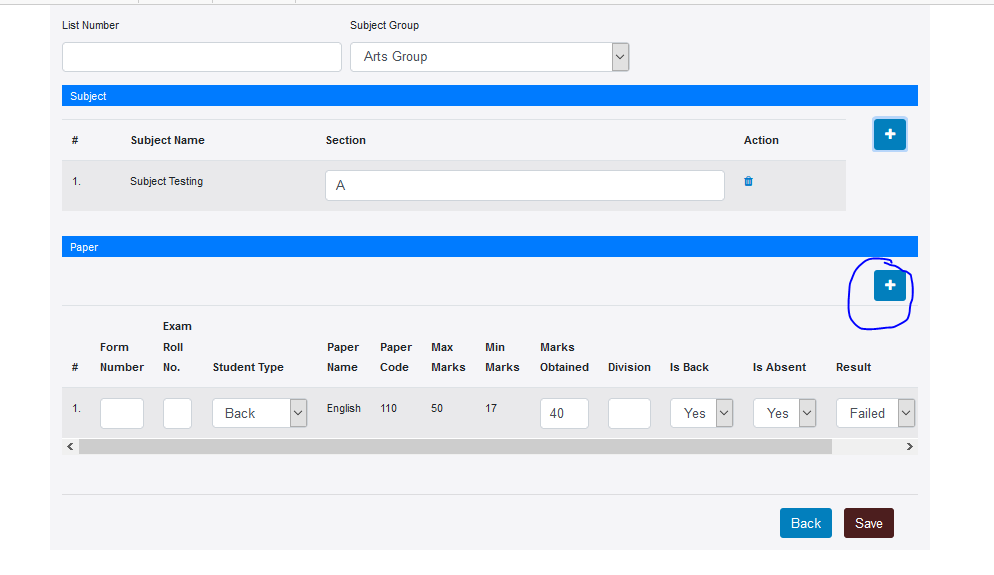 List Number Subject Group
Arts Group
Subject
+
# Subject Name Section Action
1. Subject Testing A
Paper
+
# Form Number Exam Roll No. Student Type Paper Name Paper Code Max Marks Min Marks Marks Obtained Division Is Back Is Absent Result
1. Back English 110 50 17 40 Yes Yes Failed
Back Save